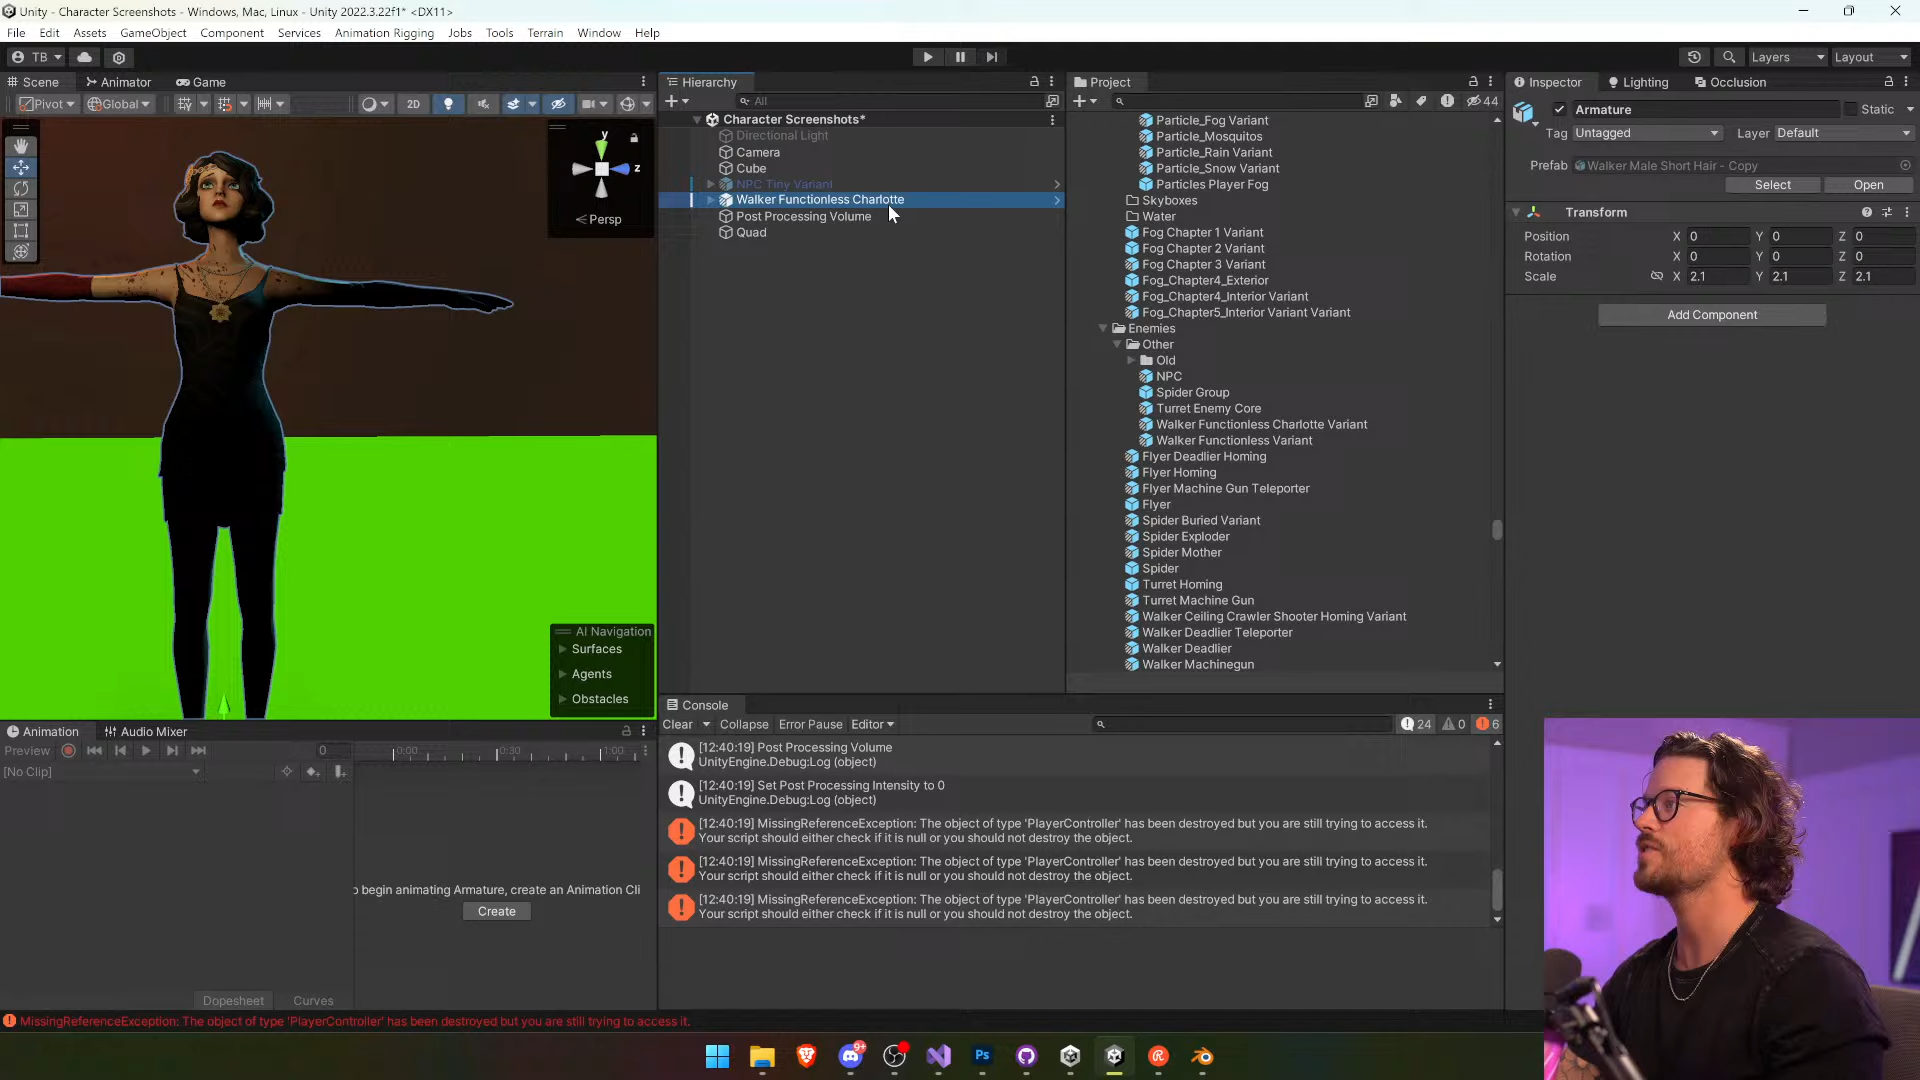 Unity - Character Screenshots - Windows, Mac, Linux - Unity 2022.3.22f1* <DX11>
File Edit Assets GameObject Component Services Animation Rigging Jobs Tools Terrain Window Help
TB Layers Layout
Scene Animator Game
Pivot Global 2D
y
z
Persp
AI Navigation
Surfaces
Agents
Obstacles
Hierarchy
All
Character Screenshots*
Directional Light
Camera
Cube
NPC Tiny Variant
Walker Functionless Charlotte
Post Processing Volume
Quad
Project
44
Particle_Fog Variant
Particle_Mosquitos
Particle_Rain Variant
Particle_Snow Variant
Particles Player Fog
Skyboxes
Water
Fog Chapter 1 Variant
Fog Chapter 2 Variant
Fog Chapter 3 Variant
Fog_Chapter4_Exterior
Fog_Chapter4_Interior Variant
Fog_Chapter5_Interior Variant Variant
Enemies
Other
Old
NPC
Spider Group
Turret Enemy Core
Walker Functionless Charlotte Variant
Walker Functionless Variant
Flyer Deadlier Homing
Flyer Homing
Flyer Machine Gun Teleporter
Flyer
Spider Buried Variant
Spider Exploder
Spider Mother
Spider
Turret Homing
Turret Machine Gun
Walker Ceiling Crawler Shooter Homing Variant
Walker Deadlier Teleporter
Walker Deadlier
Walker Machinegun
Inspector Lighting Occlusion
Armature Static
Tag Untagged Layer Default
Prefab Walker Male Short Hair - Copy
Select Open
Transform
Position X 0 Y 0 Z 0
Rotation X 0 Y 0 Z 0
Scale X 2.1 Y 2.1 Z 2.1
Add Component
Animation Audio Mixer
Preview 0 0:00 0:30 1:00
[No Clip]
o begin animating Armature, create an Animation Cli
Create
Dopesheet Curves
Console
Clear Collapse Error Pause Editor 24 0 6
[12:40:19] Post Processing Volume
UnityEngine.Debug:Log (object)
[12:40:19] Set Post Processing Intensity to 0
UnityEngine.Debug:Log (object)
[12:40:19] MissingReferenceException: The object of type 'PlayerController' has been destroyed but you are still trying to access it.
Your script should either check if it is null or you should not destroy the object.
[12:40:19] MissingReferenceException: The object of type 'PlayerController' has been destroyed but you are still trying to access it.
Your script should either check if it is null or you should not destroy the object.
[12:40:19] MissingReferenceException: The object of type 'PlayerController' has been destroyed but you are still trying to access it.
Your script should either check if it is null or you should not destroy the object.
MissingReferenceException: The object of type 'PlayerController' has been destroyed but you are still trying to access it.
9+ Ps